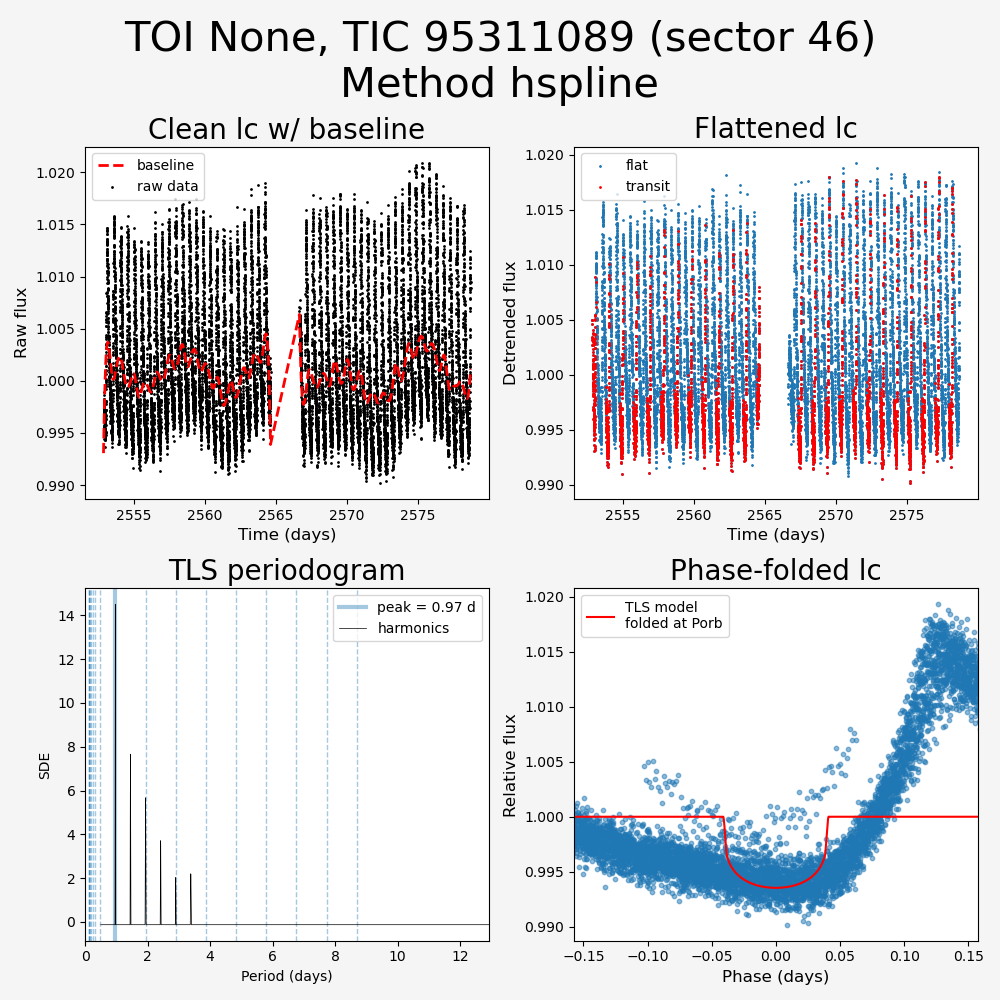 TOI None, TIC 95311089 (sector 46)
Method hspline
Clean lc w/ baseline
Flattened lc
baseline
raw data
flat
transit
1.020
1.015
1.010
1.005
1.000
0.995
0.990
Raw flux
2555
2560
2565
2570
2575
Time (days)
1.020
1.015
1.010
1.005
1.000
0.995
0.990
Detrended flux
2555
2560
2565
2570
2575
Time (days)
TLS periodogram
Phase-folded lc
peak = 0.97 d
harmonics
14
12
10
8
6
4
2
0
SDE
0
2
4
6
8
10
12
Period (days)
TLS model
folded at Porb
1.020
1.015
1.010
1.005
1.000
0.995
0.990
Relative flux
−0.15
−0.10
−0.05
0.00
0.05
0.10
0.15
Phase (days)